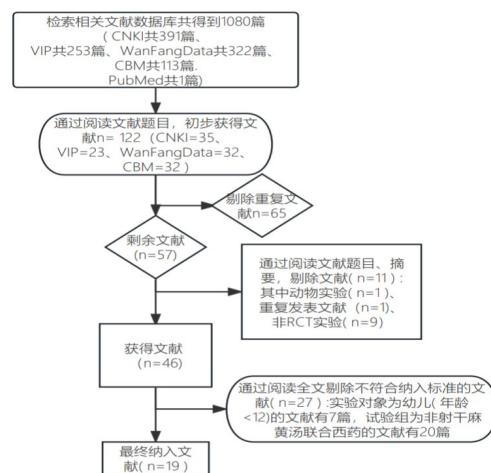 检索相关文献数据库共得到1080篇
( CNKI共391篇、
VIP共253篇、WanFangData共322篇、
CBM共113篇.
PubMed共1篇)
通过阅读文献题目，初步获得文
献n= 122（CNKI=35、
VIP=23、WanFangData=32、
CBM=32 )
剔除重复文
献n=65
剩余文献
(n=57)
通过阅读文献题目、摘
要，剔除文献( n=11 ) :
其中动物实验(n=1 )、
重复发表文献（n=1)、
非RCT实验( n=9)
获得文献
(n=46)
通过阅读全文剔除不符合纳入标准的文
献( n=27 ) :实验对象为幼儿( 年龄
<12)的文献有7篇，试验组为非射干麻
黄汤联合西药的文献有20篇
最终纳入文
献( n=19 )